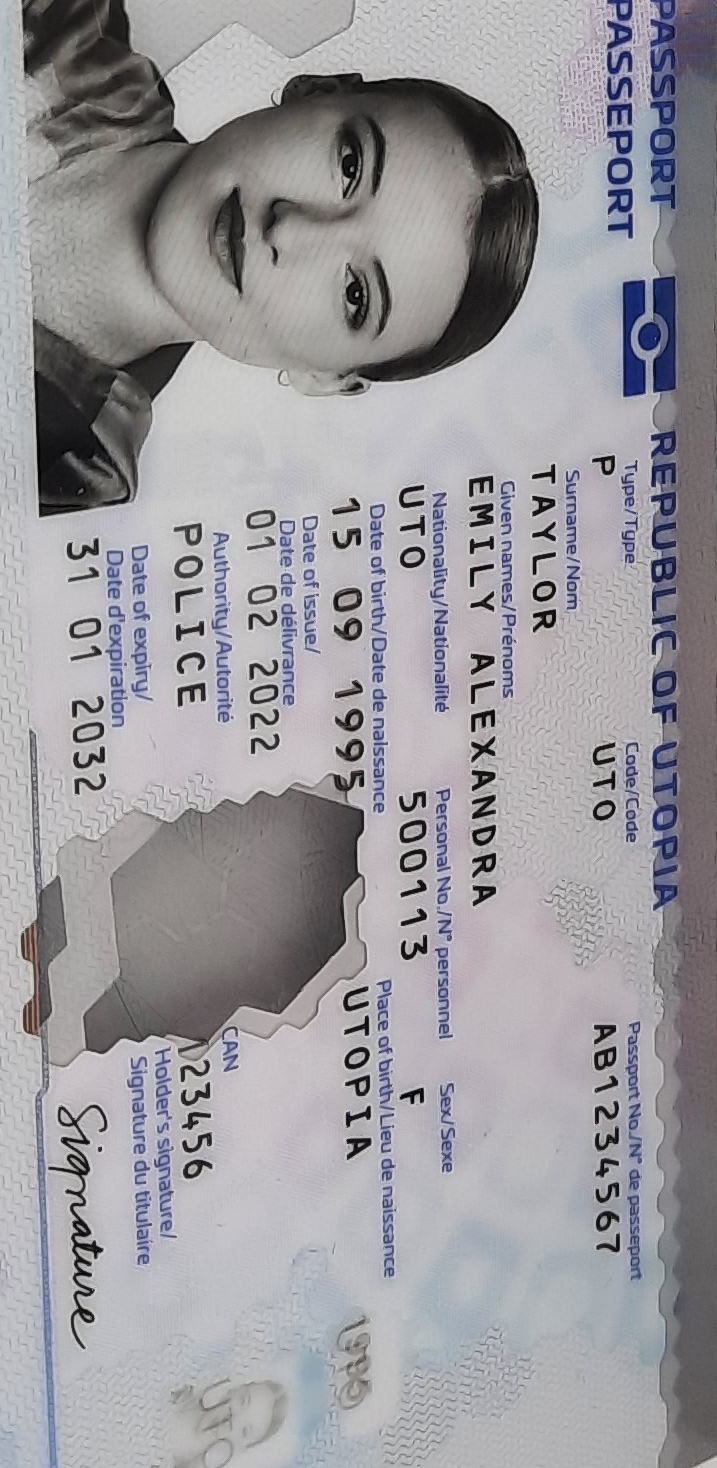 PASSPORT
PASSEPORT
REPUBLIC OF UTOPIA
Type/Type
P
Code/Code
UTO
Passport No./N° de passeport
AB1234567
Surname/Nom
TAYLOR
Given names/Prénoms
EMILY ALEXANDRA
Nationality/Nationalité
UTO
Personal No./N° personnel
500113
Sex/Sexe
F
Date of birth/Date de naissance
15 09 1995
Place of birth/Lieu de naissance
UTOPIA
1995
Date of issue/
Date de délivrance
01 02 2022
Authority/Autorité
POLICE
CAN
123456
UTO
Holder's signature/
Signature du titulaire
Date of expiry/
Date d'expiration
31 01 2032
Signature